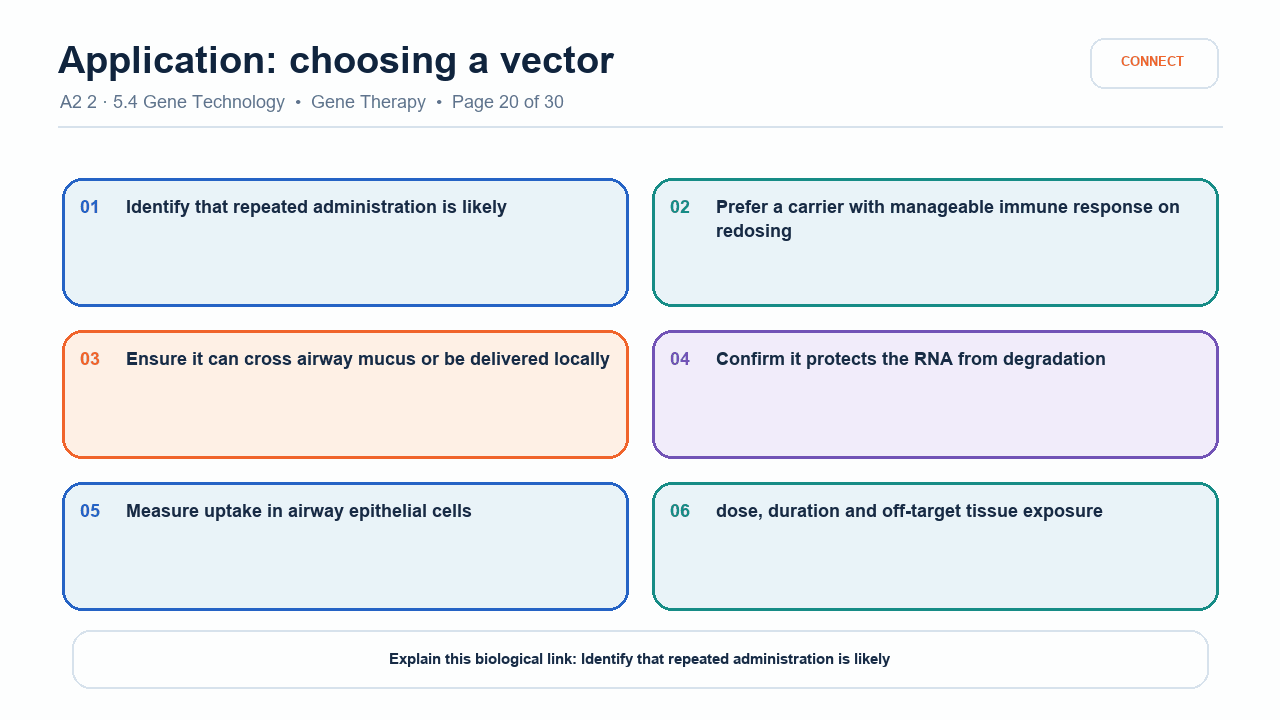 Application: choosing a vector
CONNECT
A2 2 · 5.4 Gene Technology • Gene Therapy • Page 20 of 30
01 Identify that repeated administration is likely
02 Prefer a carrier with manageable immune response on
redosing
03 Ensure it can cross airway mucus or be delivered locally
04 Confirm it protects the RNA from degradation
05 Measure uptake in airway epithelial cells
06 dose, duration and off-target tissue exposure
Explain this biological link: Identify that repeated administration is likely